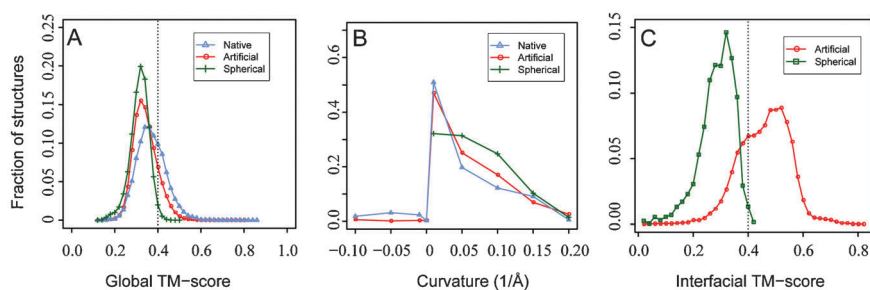 A
Native
Artificial
Spherical
Fraction of structures
0.25
0.20
0.15
0.10
0.05
0
0.0 0.2 0.4 0.6 0.8 1.0
Global TM-score
B
Native
Artificial
Spherical
0.6
0.4
0.2
0.0
-0.10 -0.05 0 0.05 0.10 0.15 0.20
Curvature (1/Å)
C
Artificial
Spherical
0.15
0.10
0.05
0.00
0.0 0.2 0.4 0.6 0.8
Interfacial TM-score